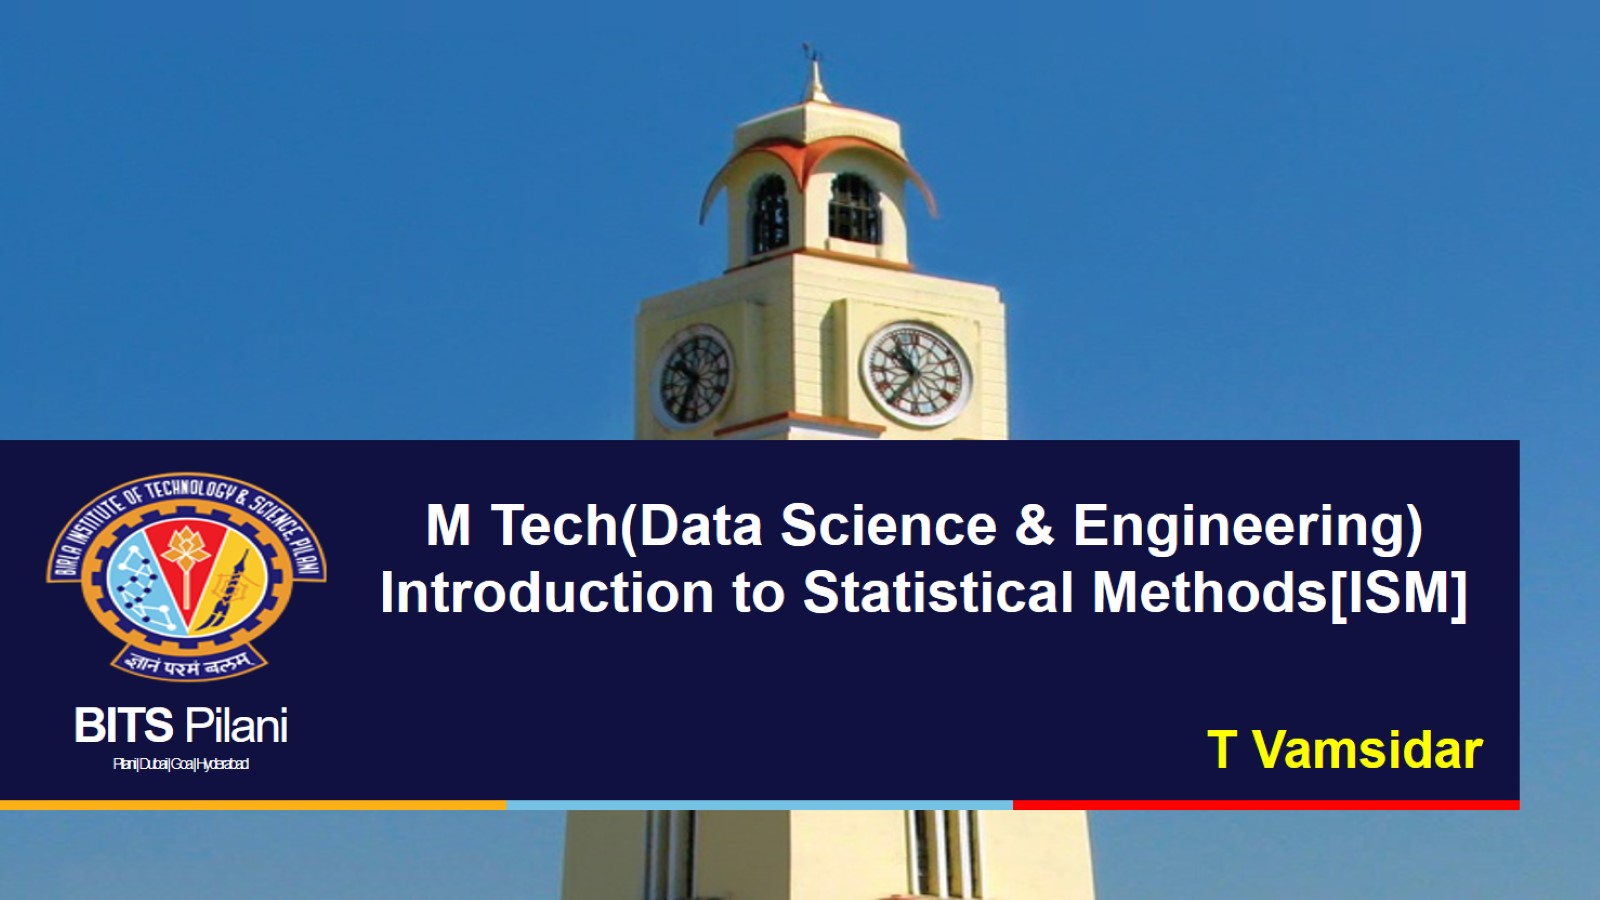 BIRLA INSTITUTE OF TECHNOLOGY & SCIENCE, PILANI
ज्ञानं परमं बलम्
BITS Pilani
Pilani|Dubai|Goa|Hyderabad
M Tech(Data Science & Engineering)
Introduction to Statistical Methods[ISM]
T Vamsidar